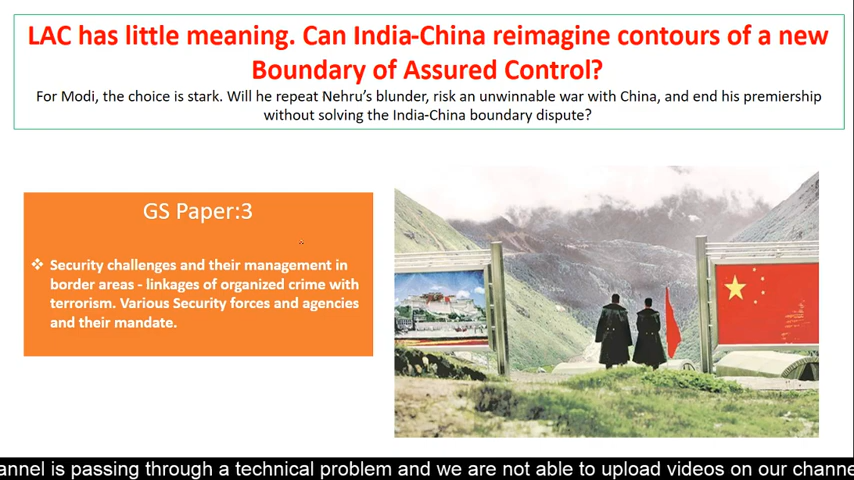 LAC has little meaning. Can India-China reimagine contours of a new
Boundary of Assured Control?
For Modi, the choice is stark. Will he repeat Nehru's blunder, risk an unwinnable war with China, and end his premiership
without solving the India-China boundary dispute?
GS Paper:3
❖ Security challenges and their management in
border areas - linkages of organized crime with
terrorism. Various Security forces and agencies
and their mandate.
annel is passing through a technical problem and we are not able to upload videos on our channe